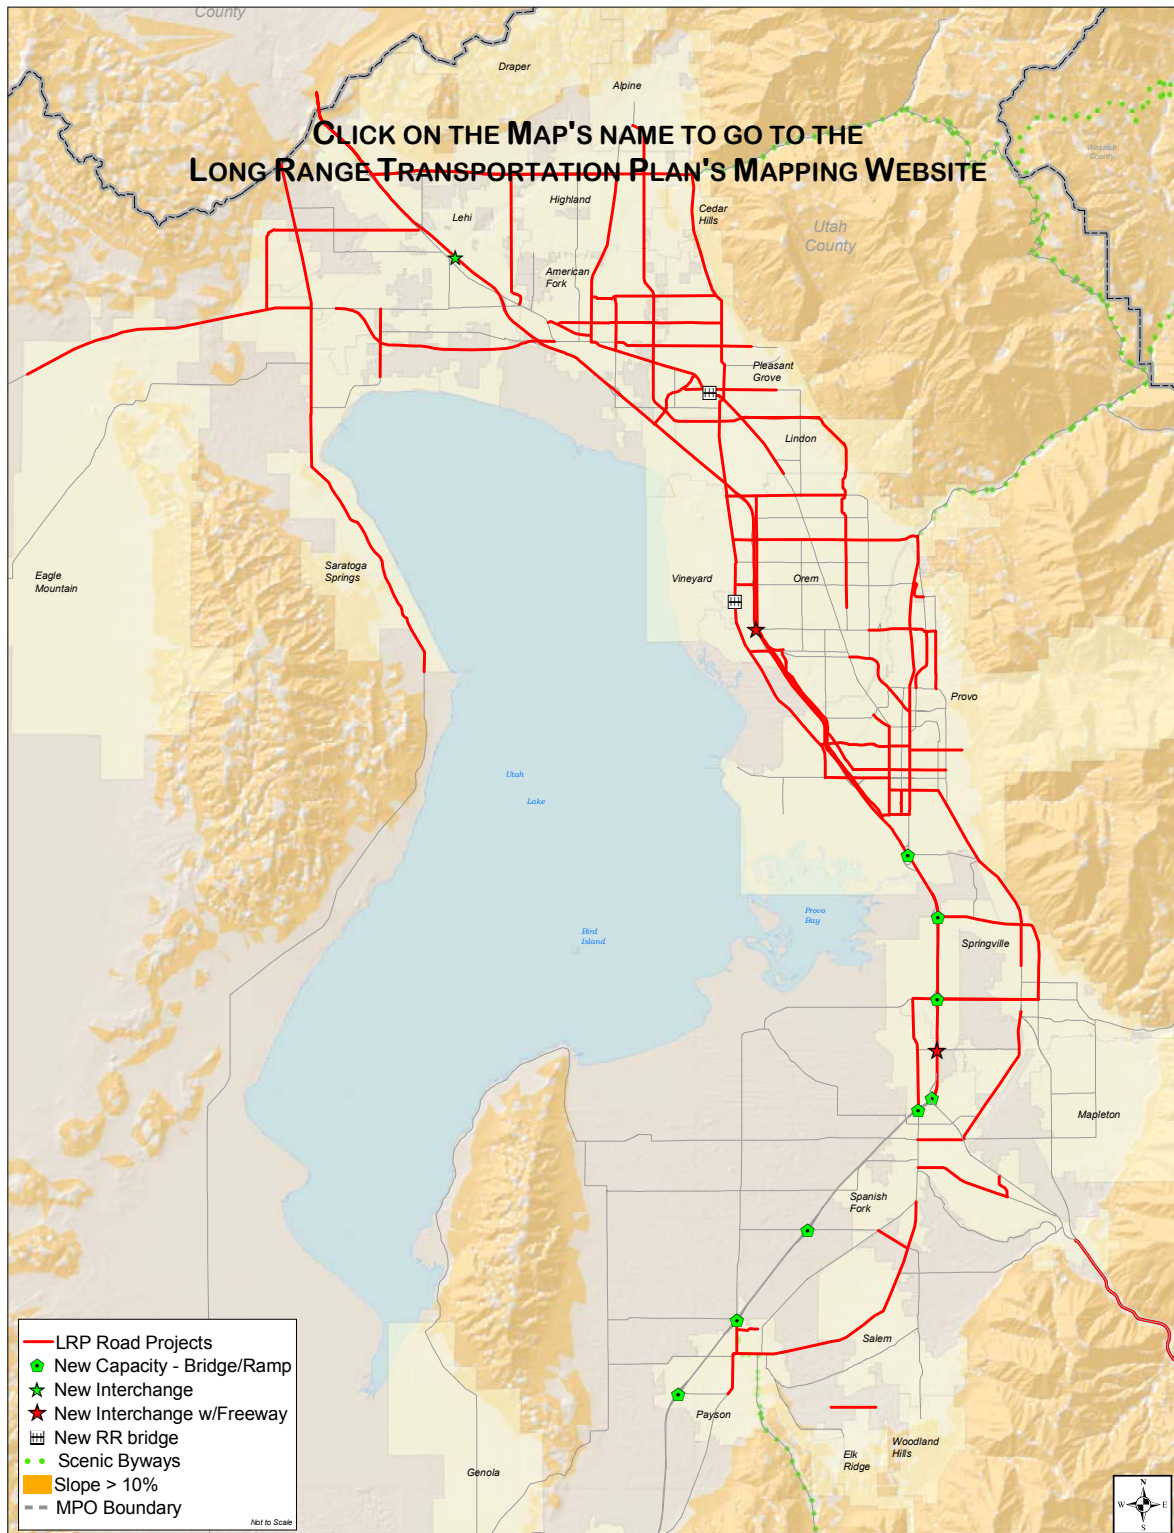 County
Draper
Alpine
CLICK ON THE MAP'S NAME TO GO TO THE
LONG RANGE TRANSPORTATION PLAN'S MAPPING WEBSITE
Wasatch
County
Highland
Cedar
Hills
Lehi
Utah
County
American
Fork
Pleasant
Grove
Lindon
Eagle
Mountain
Saratoga
Springs
Vineyard
Orem
Provo
Utah
Lake
Provo
Bay
Bird
Island
Springville
Mapleton
Spanish
Fork
Salem
Payson
Elk
Ridge
Woodland
Hills
Genola
LRP Road Projects
New Capacity - Bridge/Ramp
New Interchange
New Interchange w/Freeway
New RR bridge
Scenic Byways
Slope > 10%
MPO Boundary
Not to Scale
N
W E
S